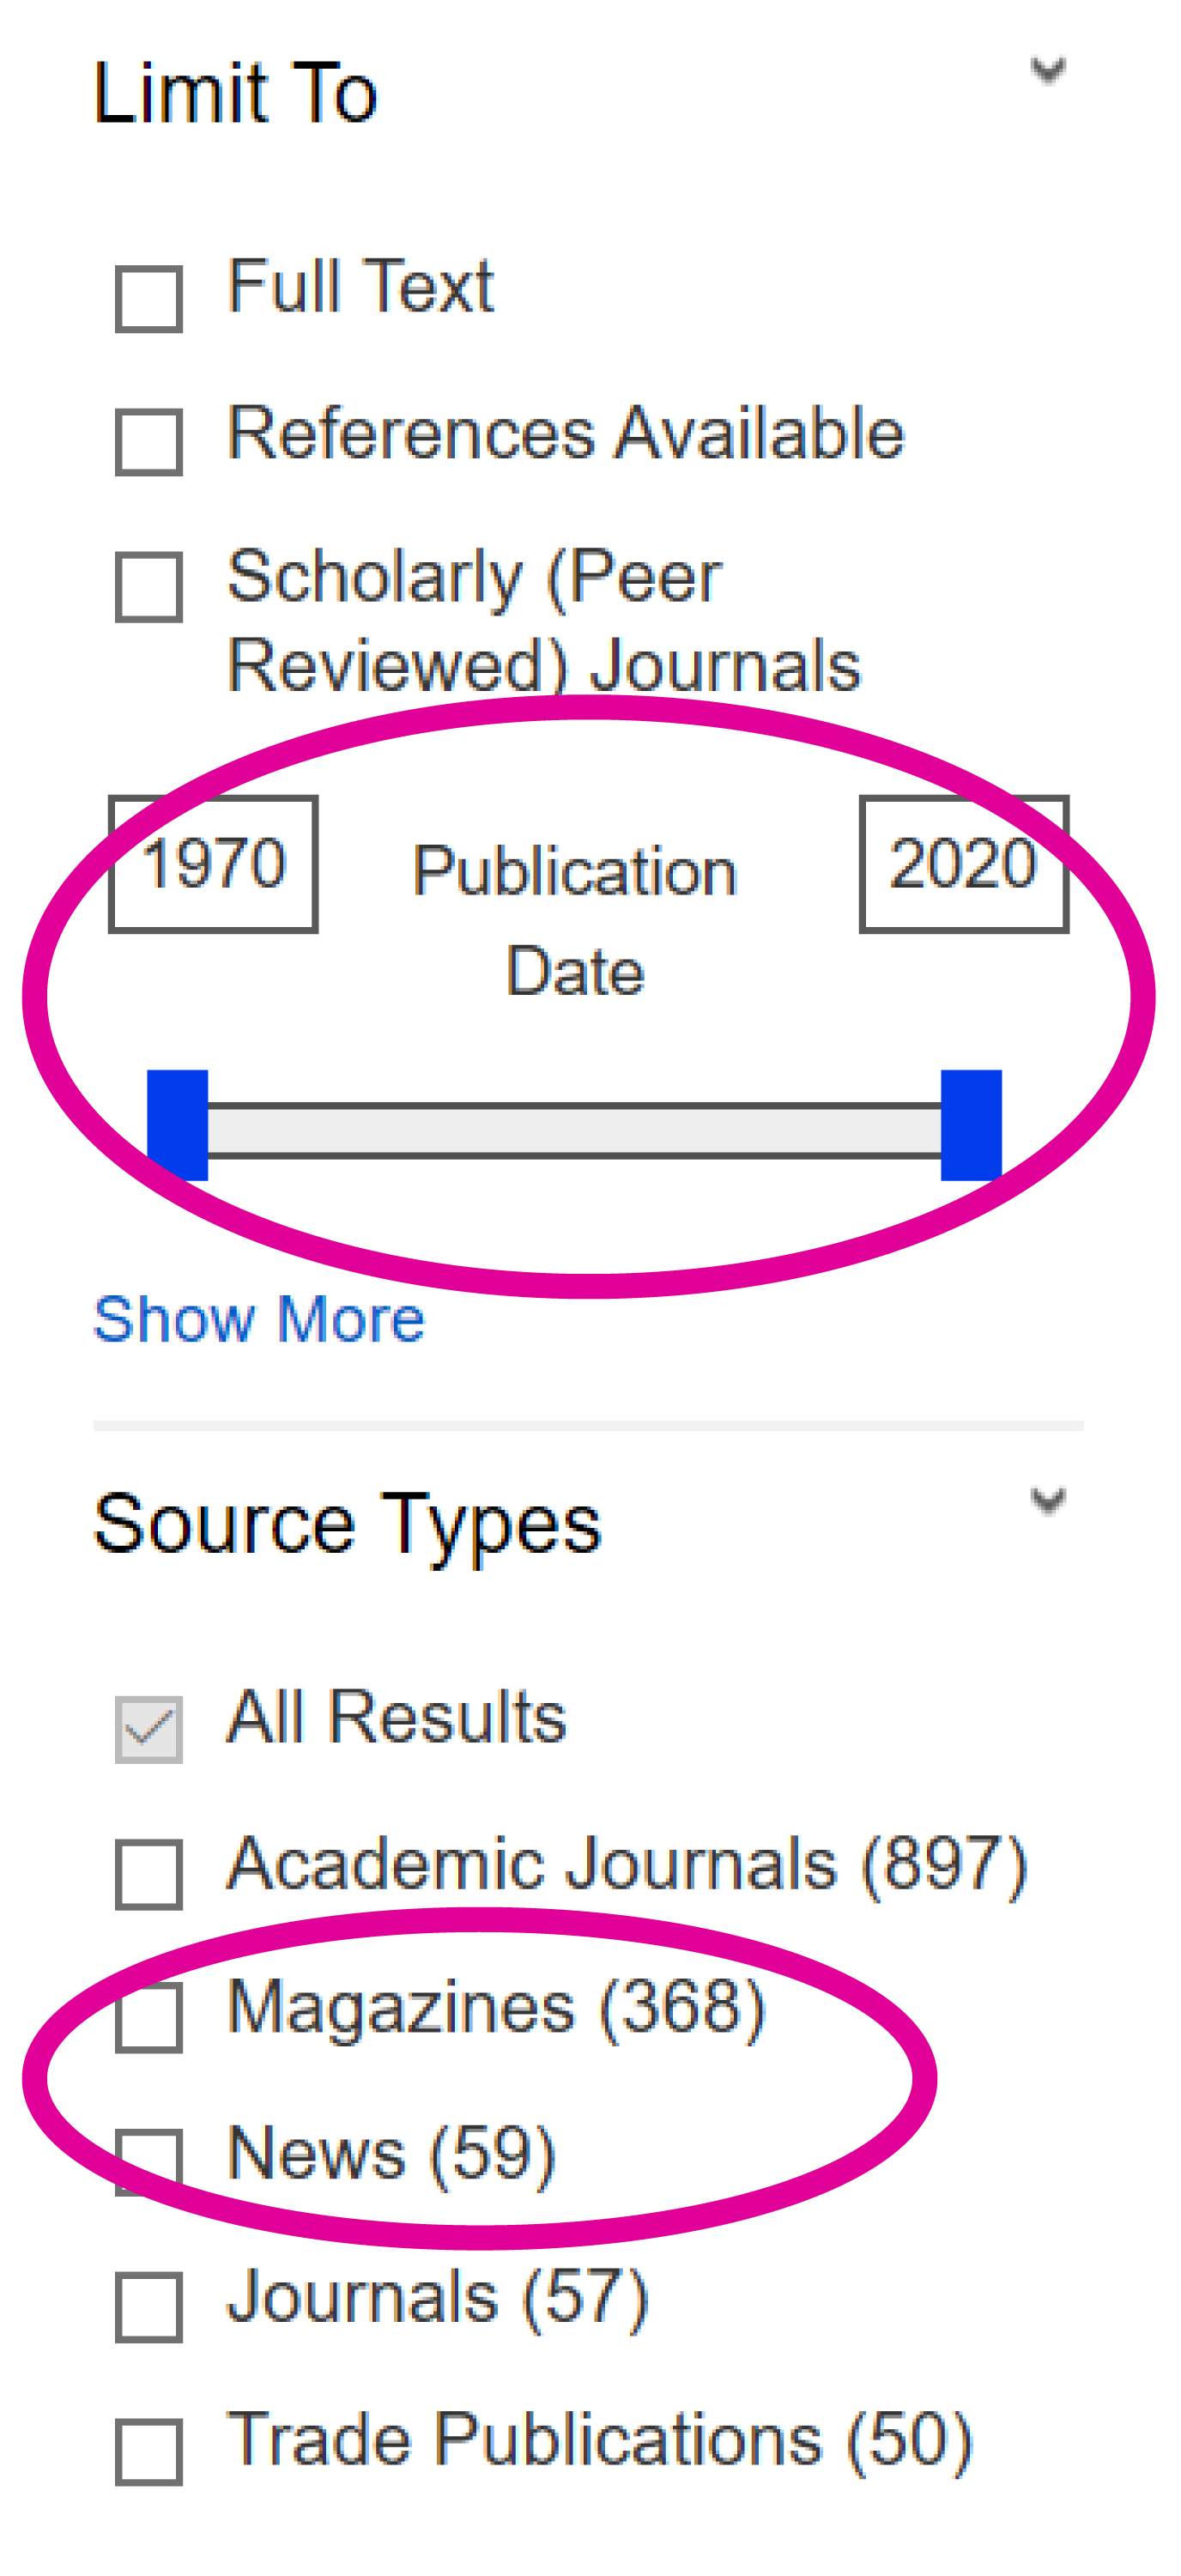 Limit To
Full Text
References Available
Scholarly (Peer
Reviewed) Journals
1970 Publication 2020
Date
Show More
Source Types
All Results
Academic Journals (897)
Magazines (368)
News (59)
Journals (57)
Trade Publications (50)